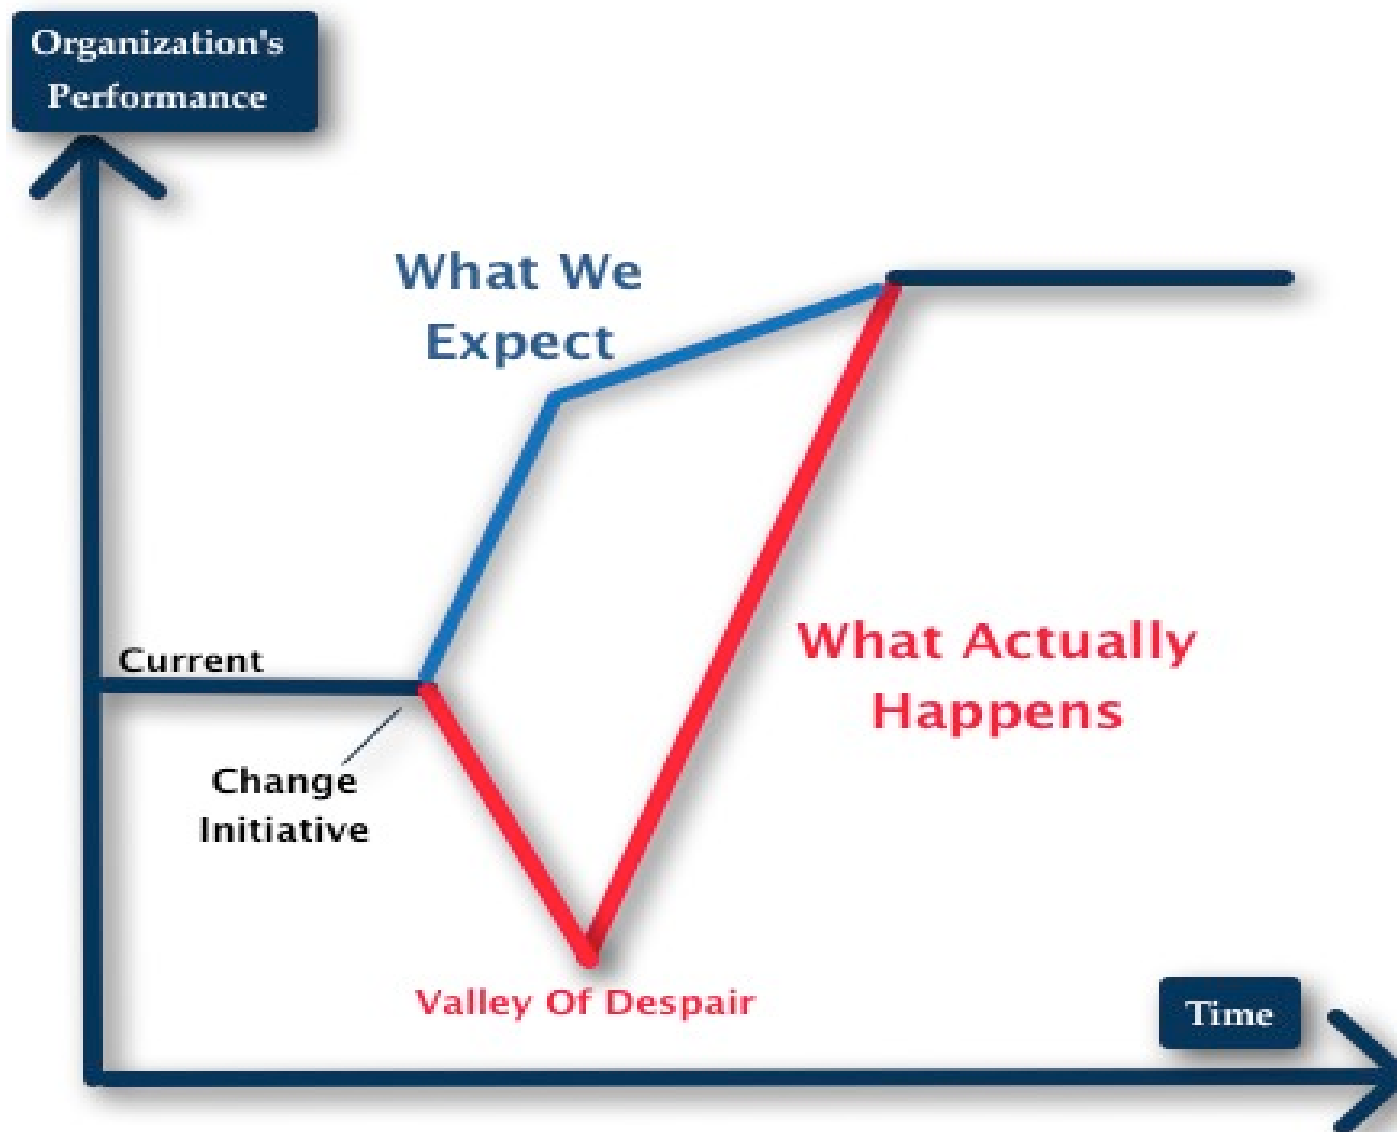 Organization's
Performance
What We
Expect
Current
What Actually
Happens
Change
Initiative
Valley Of Despair
Time